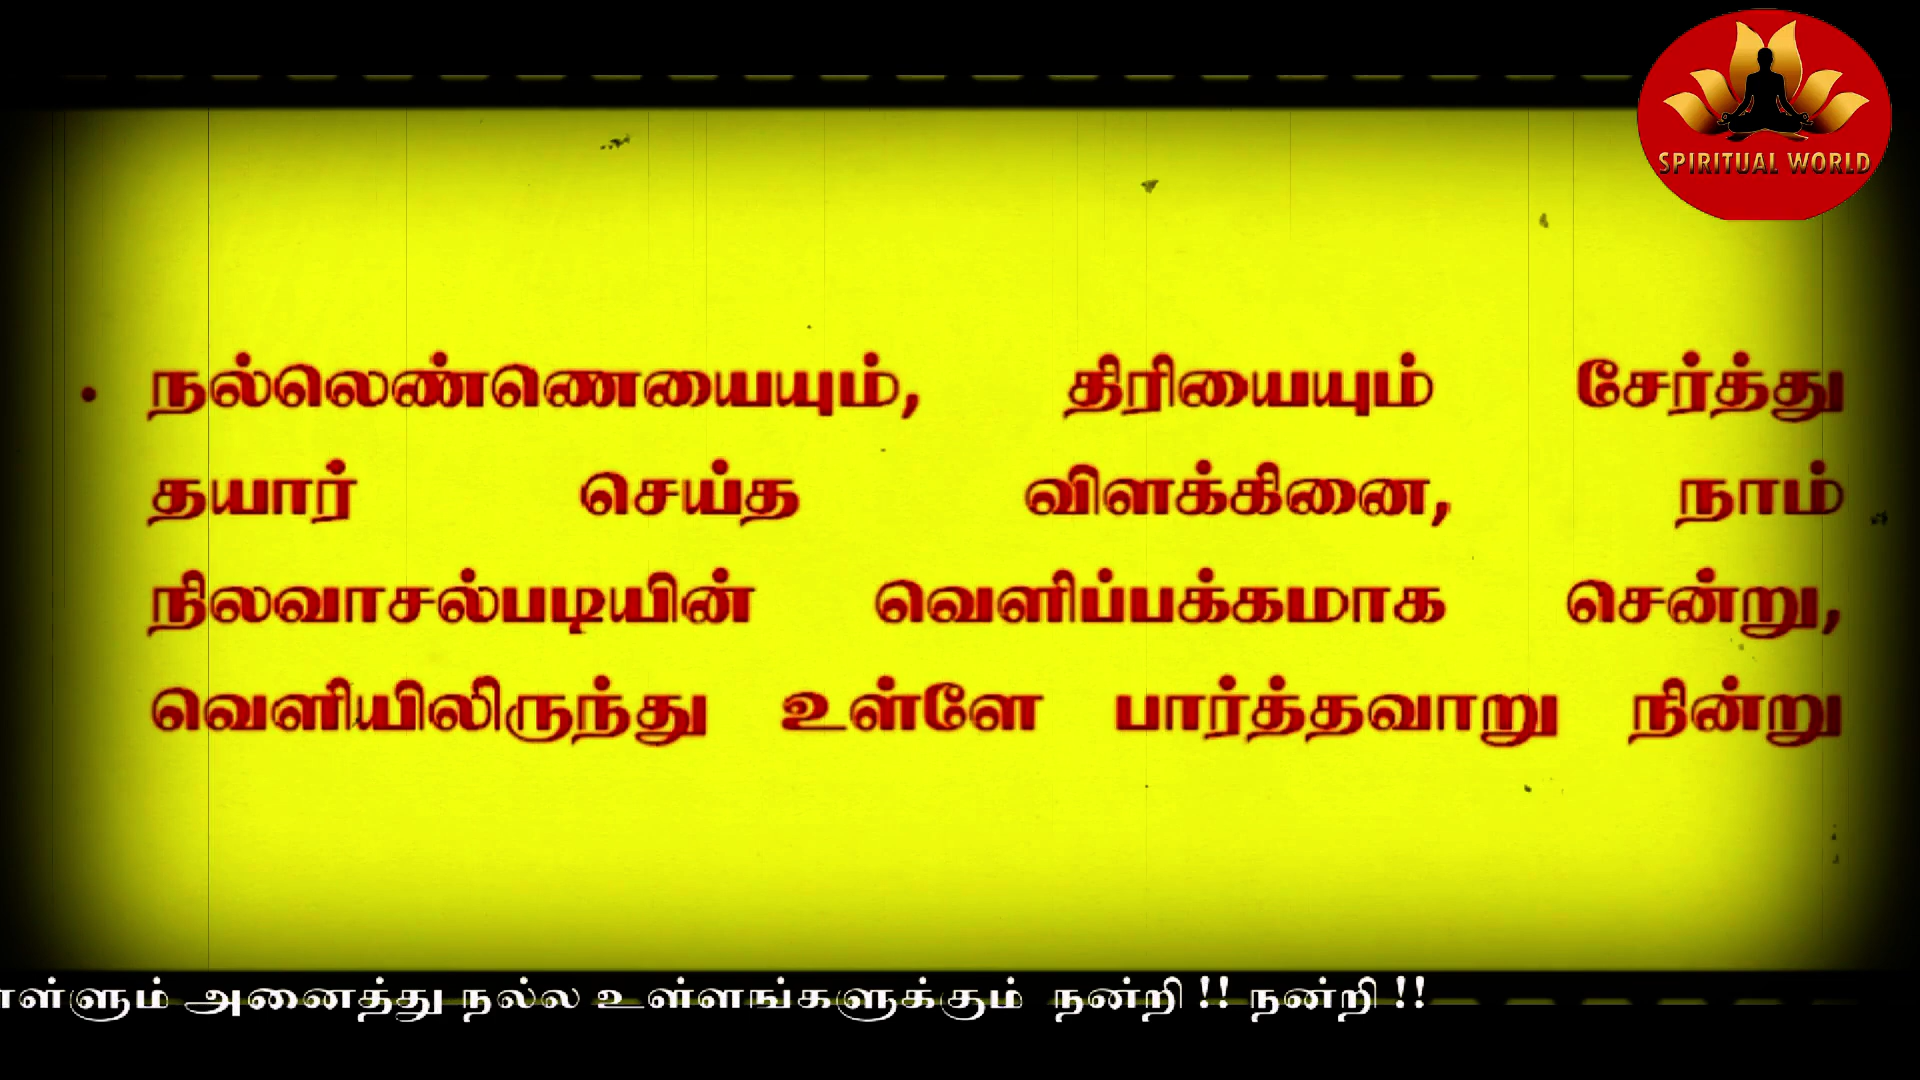 SPIRITUAL WORLD
• நல்லெண்ணெயையும், திரியையும் சேர்த்து
தயார் செய்த விளக்கினை, நாம்
நிலவாசல்படியின் வெளிப்பக்கமாக சென்று,
வெளியிலிருந்து உள்ளே பார்த்தவாறு நின்று
அனைத்து நல்ல உள்ளங்களுக்கும் நன்றி !! நன்றி !!